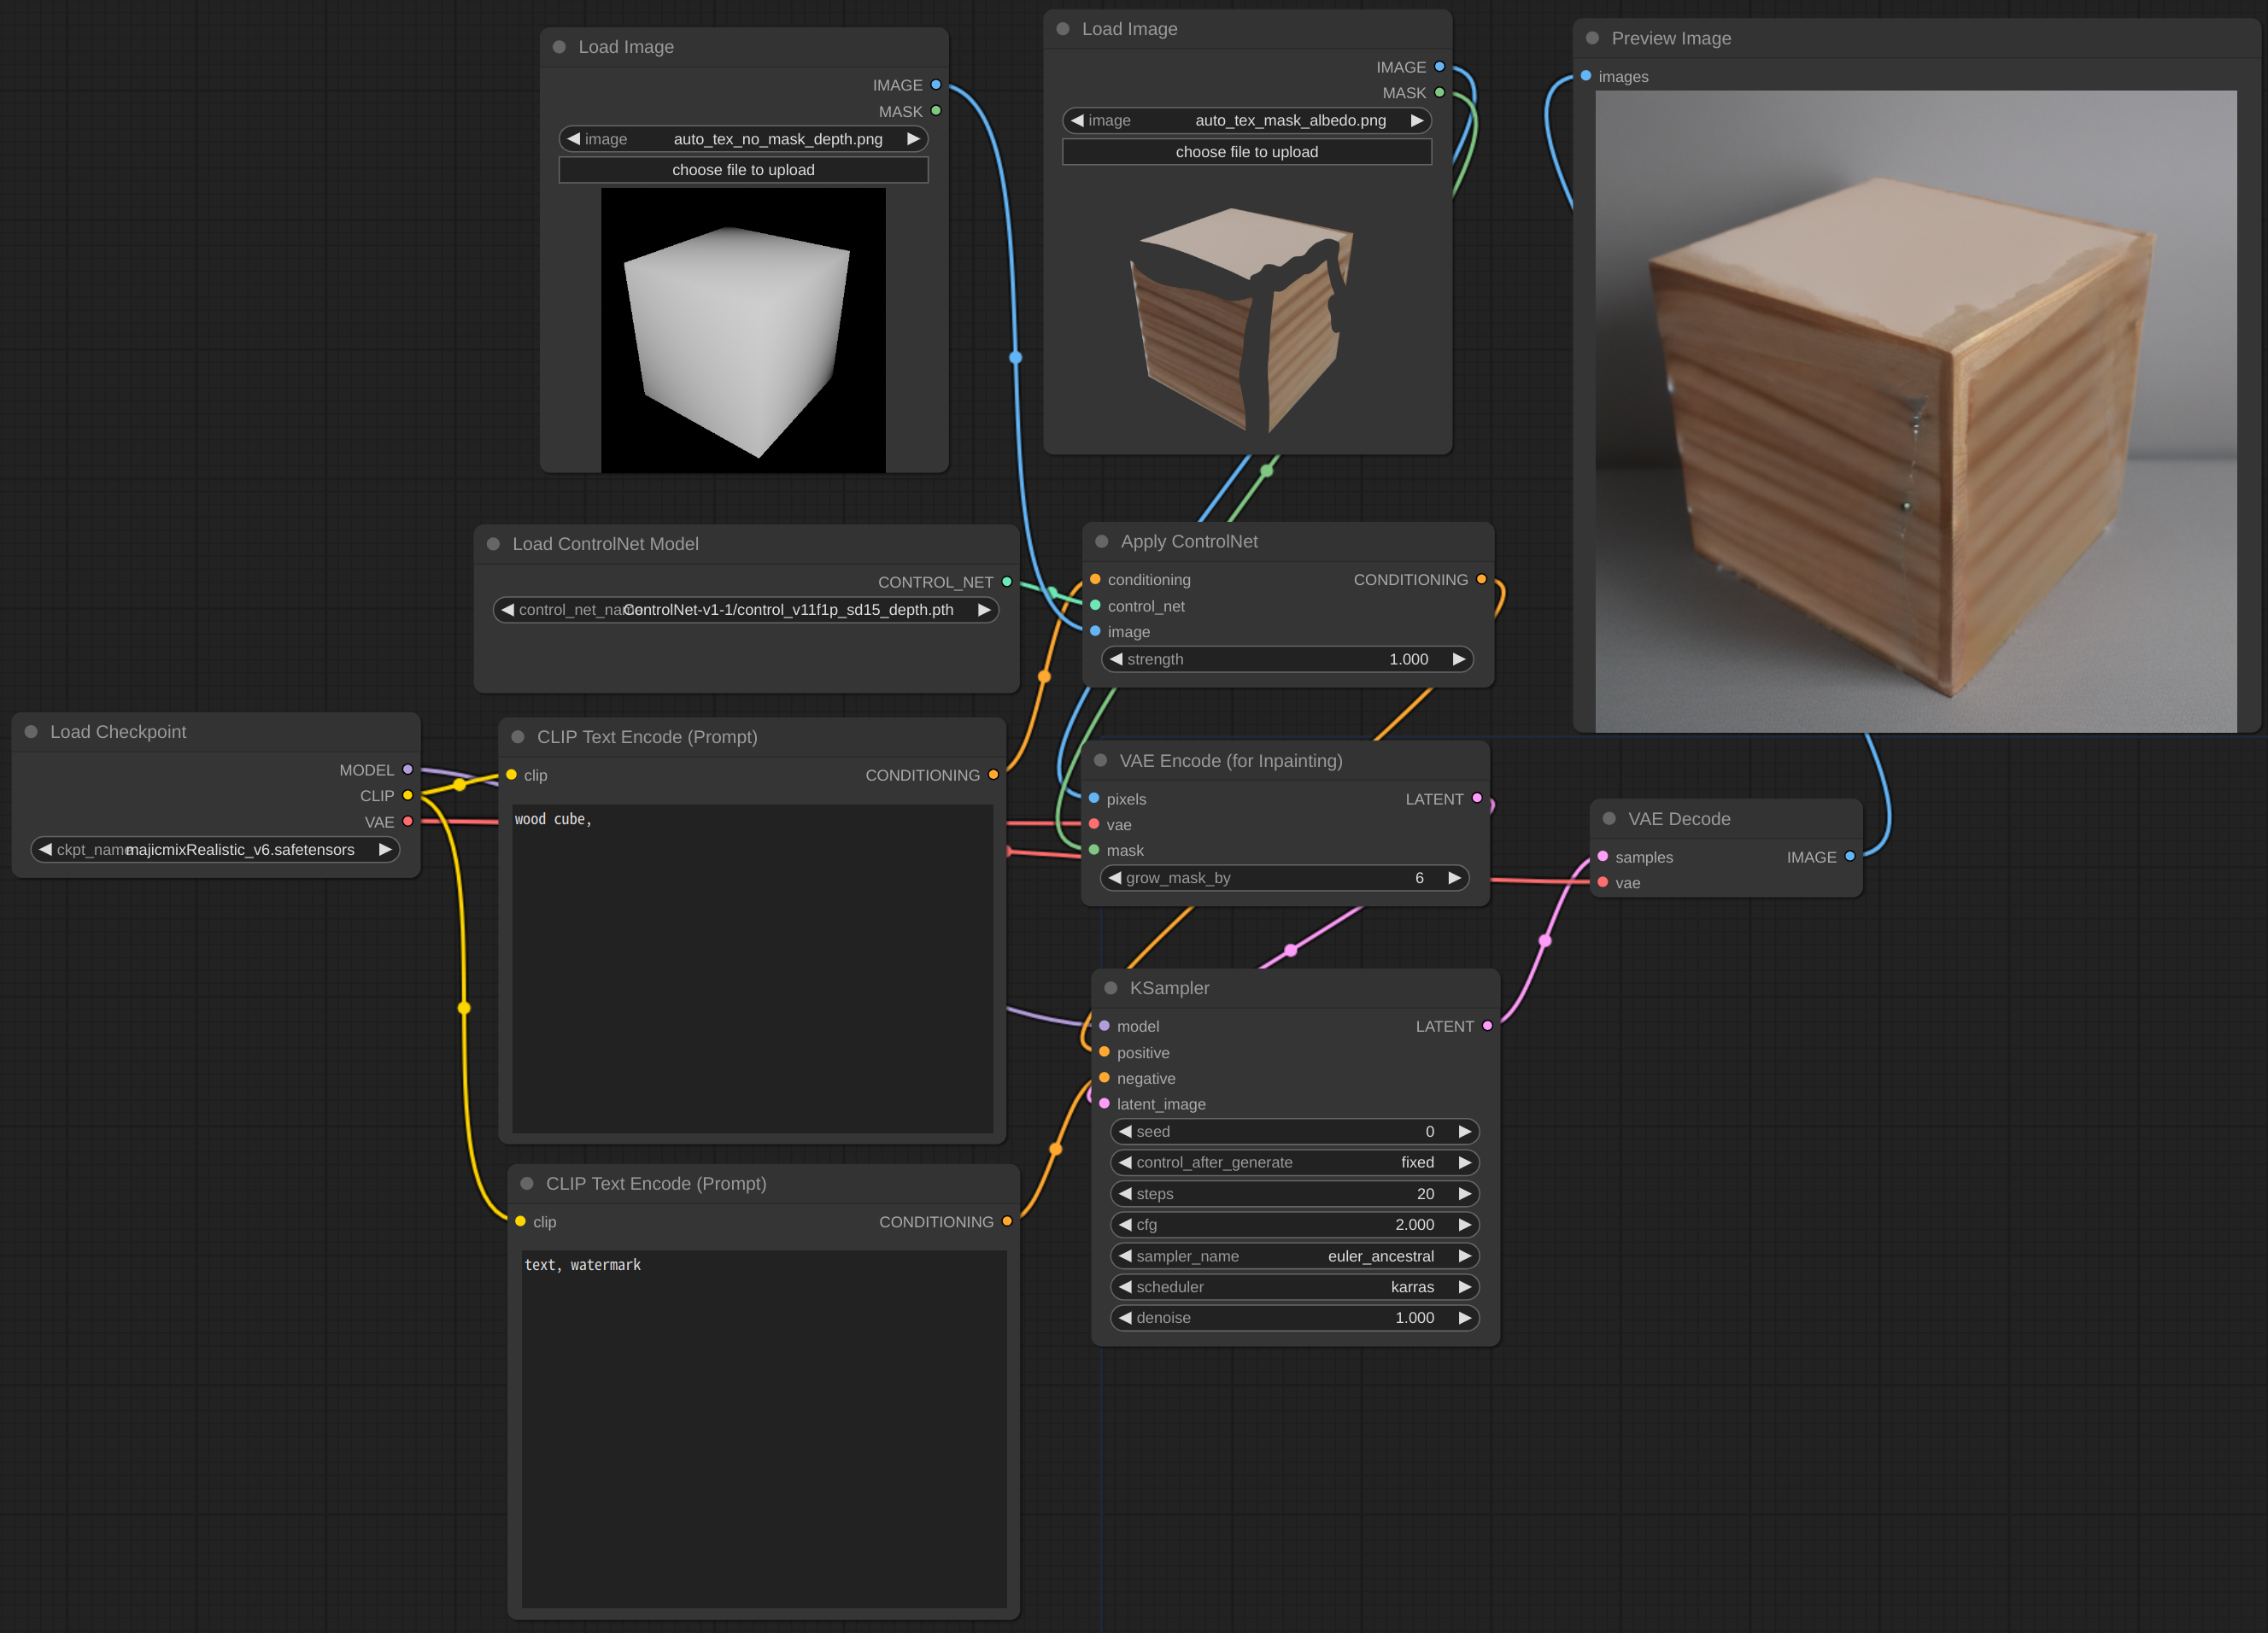 Load Image
IMAGE
MASK
image auto_tex_no_mask_depth.png
choose file to upload
Load Image
IMAGE
MASK
image auto_tex_mask_albedo.png
choose file to upload
Preview Image
images
Load ControlNet Model
CONTROL_NET
control_net_name ControlNet-v1-1/control_v11f1p_sd15_depth.pth
Apply ControlNet
conditioning CONDITIONING
control_net
image
strength 1.000
Load Checkpoint
MODEL
CLIP
VAE
ckpt_name majicmixRealistic_v6.safetensors
CLIP Text Encode (Prompt)
clip CONDITIONING
wood cube,
VAE Encode (for Inpainting)
pixels LATENT
vae
mask
grow_mask_by 6
VAE Decode
samples IMAGE
vae
KSampler
model LATENT
positive
negative
latent_image
seed 0
control_after_generate fixed
steps 20
cfg 2.000
sampler_name euler_ancestral
scheduler karras
denoise 1.000
CLIP Text Encode (Prompt)
clip CONDITIONING
text, watermark